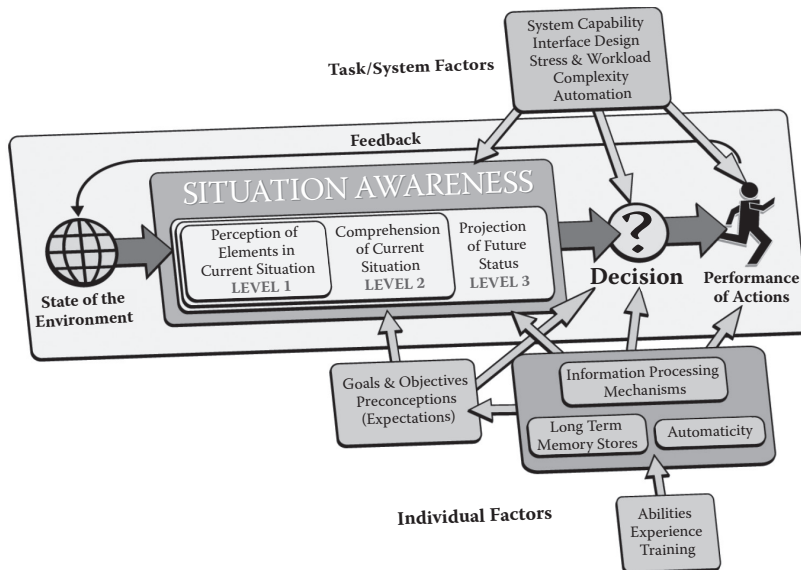 System Capability
Interface Design
Stress & Workload
Complexity
Automation
Task/System Factors
Feedback
SITUATION AWARENESS
Perception of
Elements in
Current Situation
LEVEL 1
Comprehension
of Current
Situation
LEVEL 2
Projection
of Future
Status
LEVEL 3
?
Decision
State of the
Environment
Performance
of Actions
Goals & Objectives
Preconceptions
(Expectations)
Information Processing
Mechanisms
Long Term
Memory Stores
Automaticity
Individual Factors
Abilities
Experience
Training